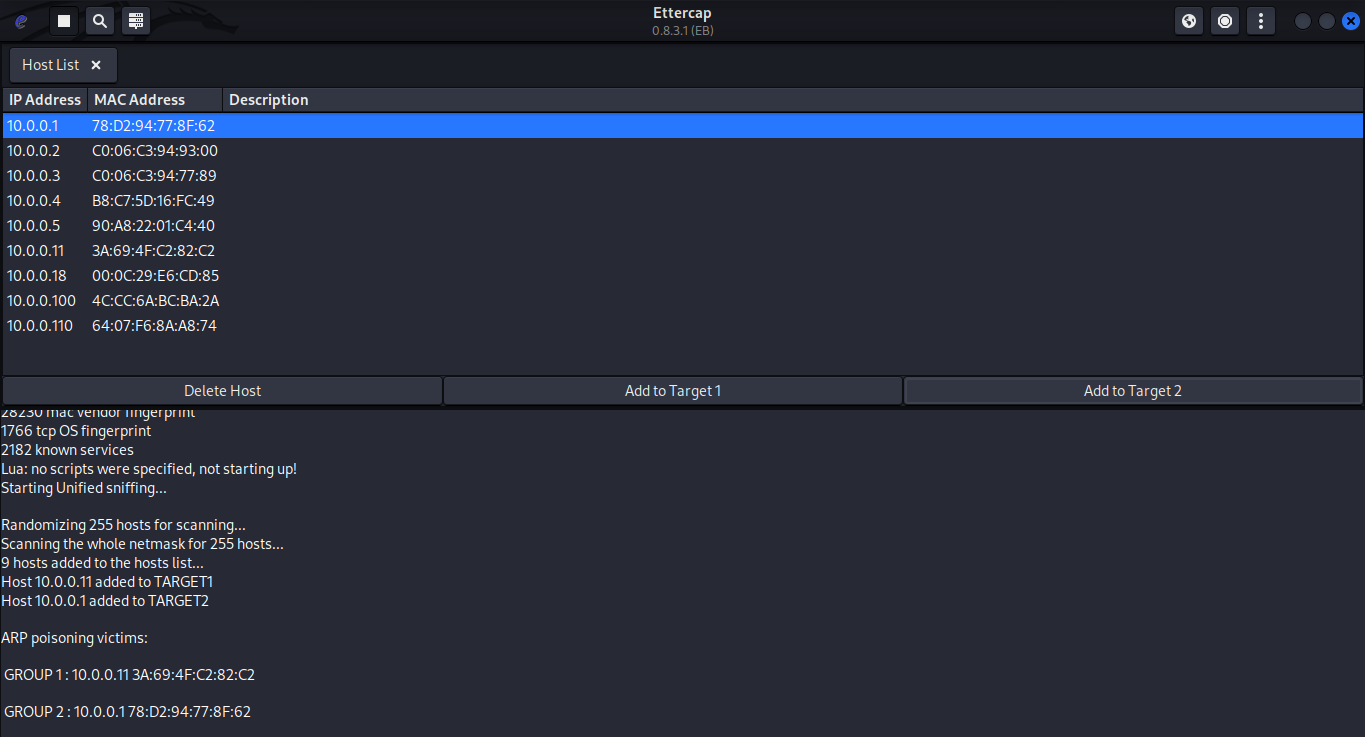 Ettercap
0.8.3.1 (EB)
Host List ×
IP Address MAC Address Description
10.0.0.1 78:D2:94:77:8F:62
10.0.0.2 C0:06:C3:94:93:00
10.0.0.3 C0:06:C3:94:77:89
10.0.0.4 B8:C7:5D:16:FC:49
10.0.0.5 90:A8:22:01:C4:40
10.0.0.11 3A:69:4F:C2:82:C2
10.0.0.18 00:0C:29:E6:CD:85
10.0.0.100 4C:CC:6A:BC:BA:2A
10.0.0.110 64:07:F6:8A:A8:74
Delete Host Add to Target 1 Add to Target 2
28230 mac vendor fingerprint
1766 tcp OS fingerprint
2182 known services
Lua: no scripts were specified, not starting up!
Starting Unified sniffing...
Randomizing 255 hosts for scanning...
Scanning the whole netmask for 255 hosts...
9 hosts added to the hosts list...
Host 10.0.0.11 added to TARGET1
Host 10.0.0.1 added to TARGET2
ARP poisoning victims:
GROUP 1 : 10.0.0.11 3A:69:4F:C2:82:C2
GROUP 2 : 10.0.0.1 78:D2:94:77:8F:62